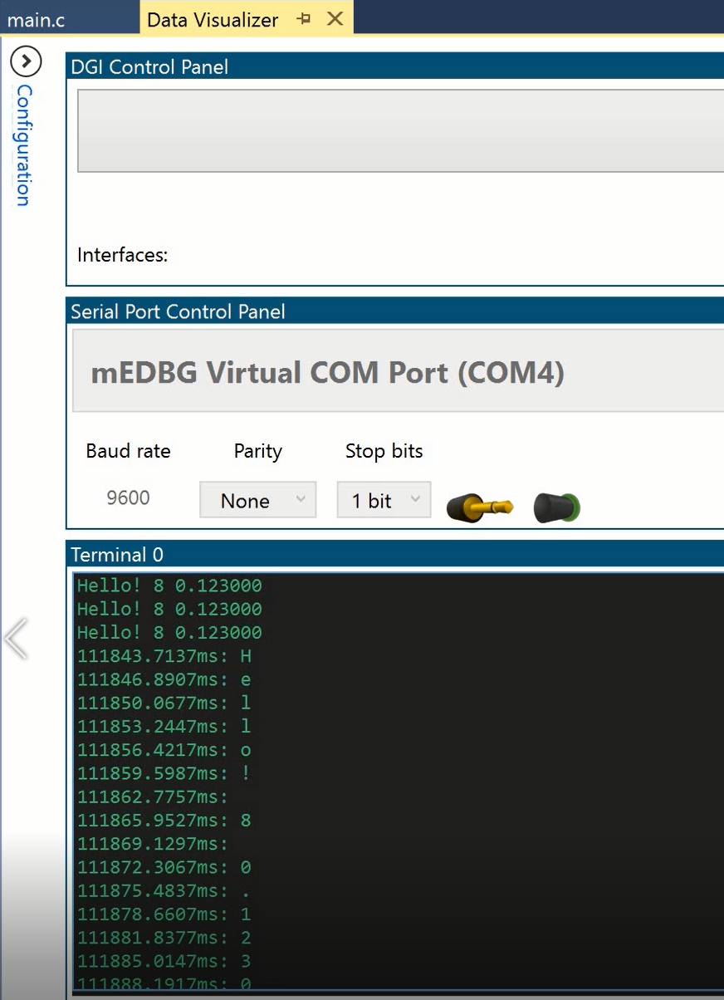 main.c
Data Visualizer
Configuration
DGI Control Panel
Interfaces:
Serial Port Control Panel
mEDBG Virtual COM Port (COM4)
Baud rate Parity Stop bits
9600 None 1 bit
Terminal 0
Hello! 8 0.123000
Hello! 8 0.123000
Hello! 8 0.123000
111843.7137ms: H
111846.8907ms: e
111850.0677ms: l
111853.2447ms: l
111856.4217ms: o
111859.5987ms: !
111862.7757ms:
111865.9527ms: 8
111869.1297ms:
111872.3067ms: 0
111875.4837ms: .
111878.6607ms: 1
111881.8377ms: 2
111885.0147ms: 3
111888.1917ms: 0